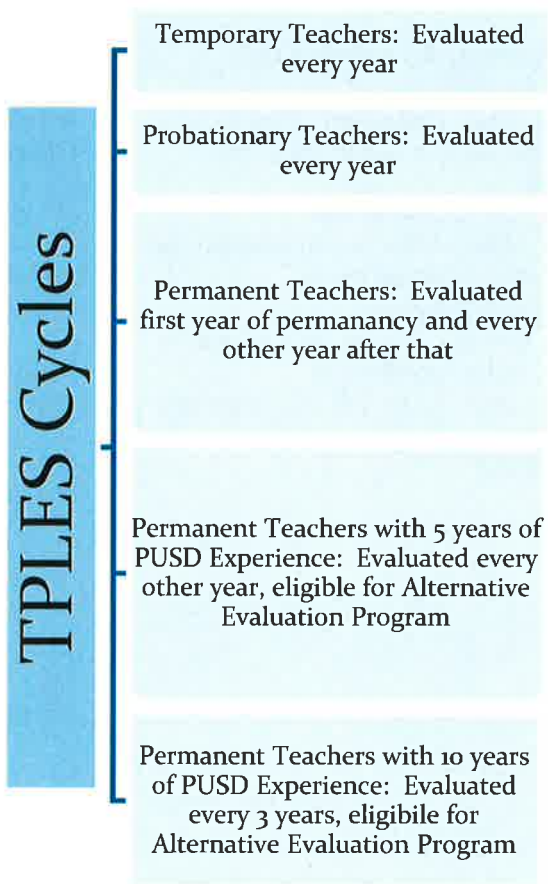 TPLES Cycles
Temporary Teachers: Evaluated
every year
Probationary Teachers: Evaluated
every year
Permanent Teachers: Evaluated
first year of permanancy and every
other year after that
Permanent Teachers with 5 years of
PUSD Experience: Evaluated every
other year, eligible for Alternative
Evaluation Program
Permanent Teachers with 10 years
of PUSD Experience: Evaluated
every 3 years, eligibile for
Alternative Evaluation Program